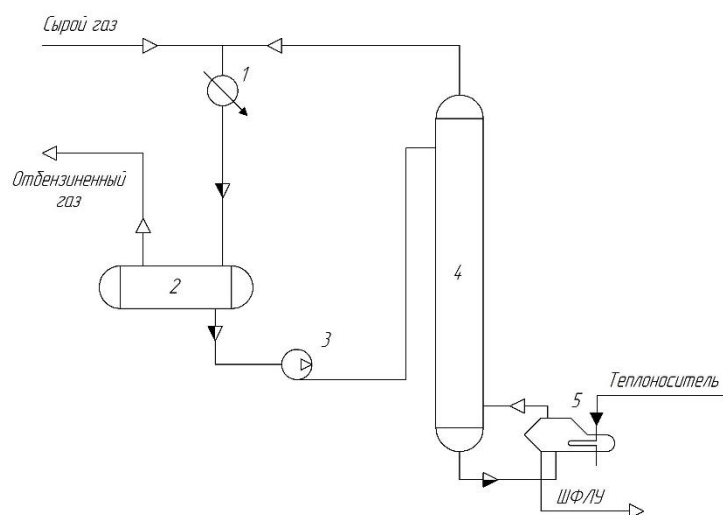 Сырой газ
1
Отбензиненный
газ
2
3
4
5
Теплоноситель
ШФЛУ